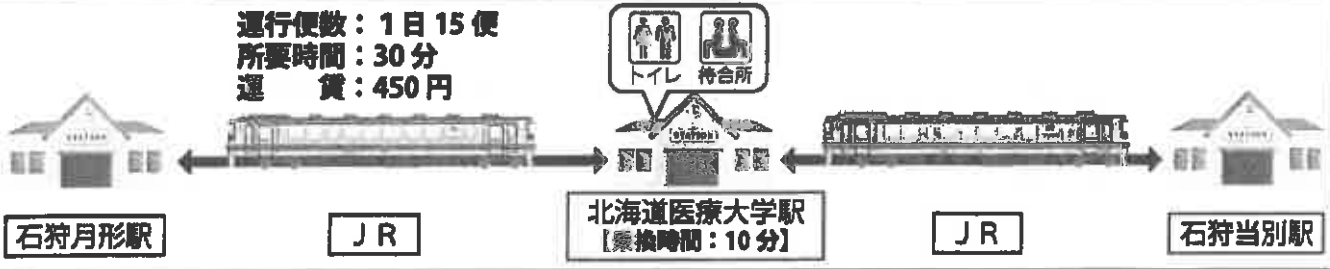 運行便数：1日15便
所要時間：30分
運　　賃：450円
トイレ　待合所
STATION
石狩月形駅
ＪＲ
北海道医療大学駅
【乗換時間：10分】
ＪＲ
石狩当別駅